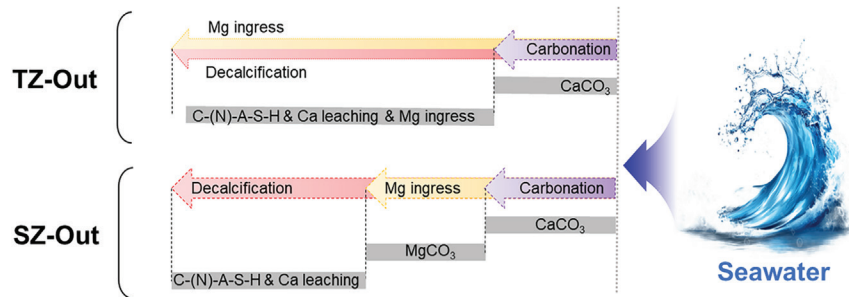 Mg ingress
TZ-Out
Carbonation
Decalcification
CaCO₃
C-(N)-A-S-H & Ca leaching & Mg ingress
SZ-Out
Decalcification
Mg ingress
Carbonation
CaCO₃
MgCO₃
C-(N)-A-S-H & Ca leaching
Seawater